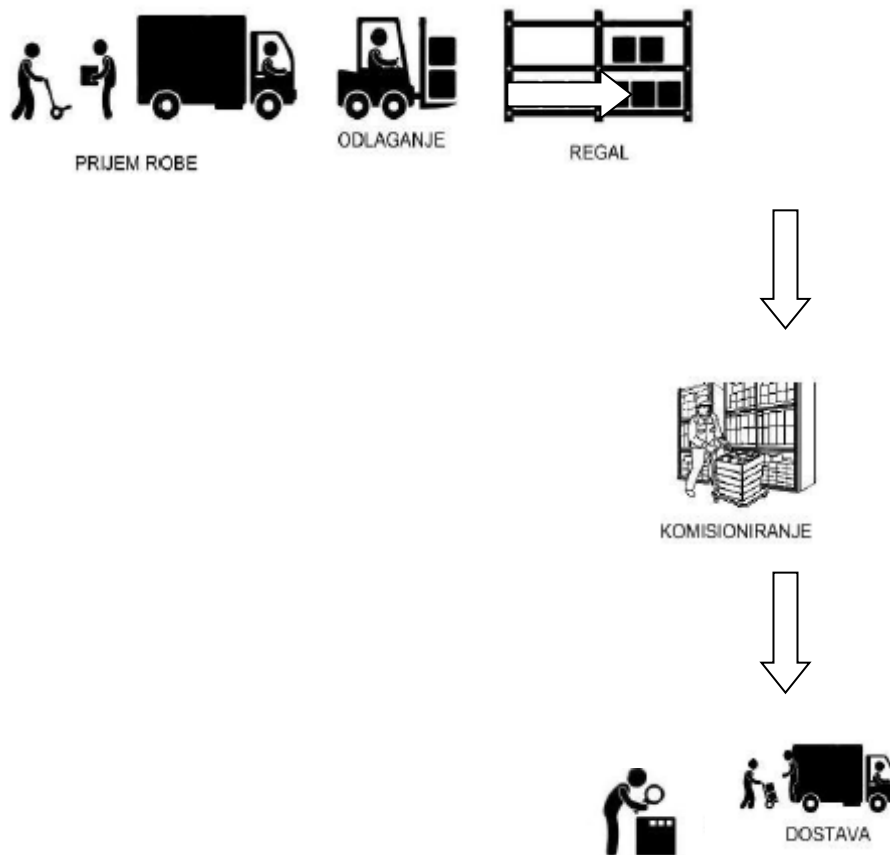 PRIJEM ROBE
ODLAGANJE
REGAL
KOMISIONIRANJE
DOSTAVA